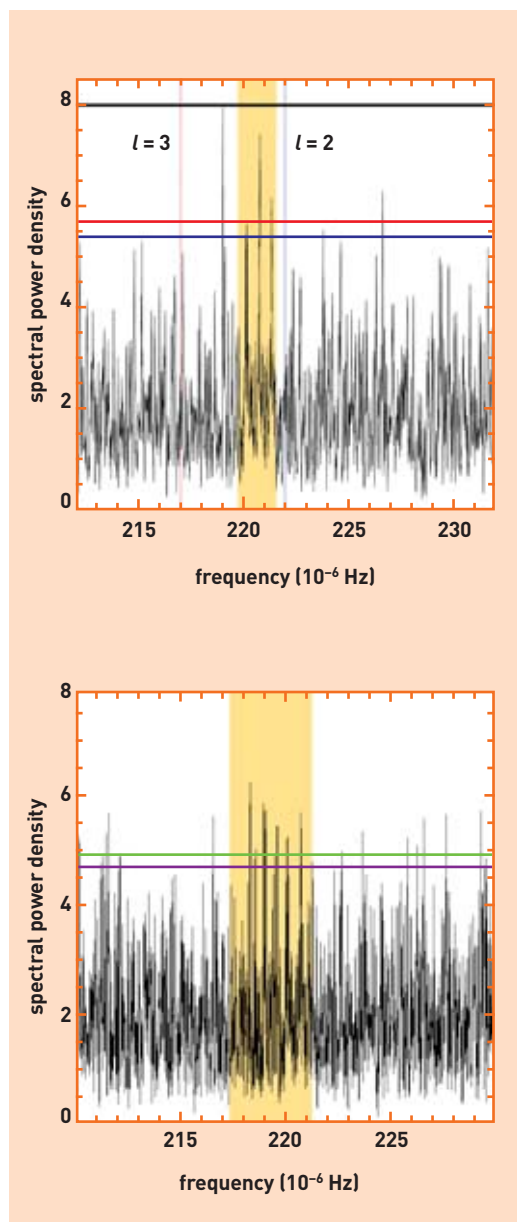 8
l = 3
l = 2
6
4
2
0
spectral power density
215 220 225 230
frequency (10⁻⁶ Hz)
8
6
4
2
0
spectral power density
215 220 225
frequency (10⁻⁶ Hz)